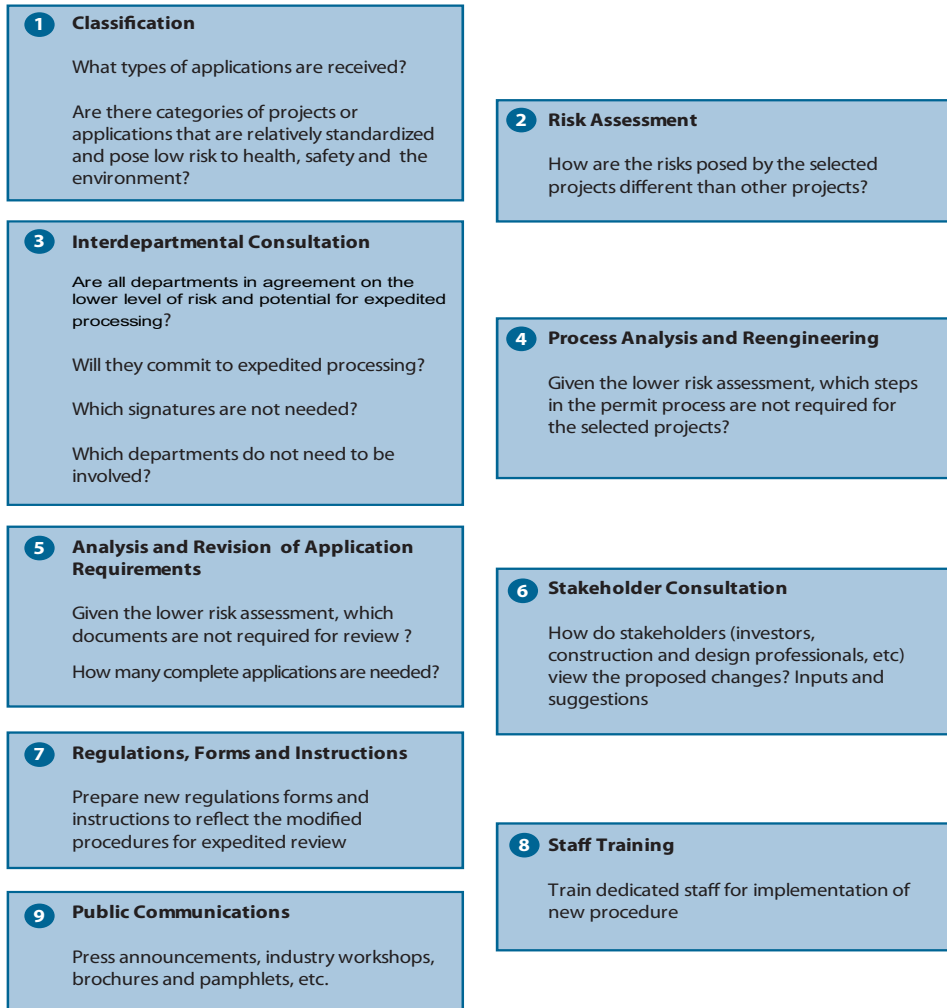 1 Classification
What types of applications are received?
Are there categories of projects or
applications that are relatively standardized
and pose low risk to health, safety and the
environment?
2 Risk Assessment
How are the risks posed by the selected
projects different than other projects?
3 Interdepartmental Consultation
Are all departments in agreement on the
lower level of risk and potential for expedited
processing?
Will they commit to expedited processing?
Which signatures are not needed?
Which departments do not need to be
involved?
4 Process Analysis and Reengineering
Given the lower risk assessment, which steps
in the permit process are not required for
the selected projects?
5 Analysis and Revision of Application
Requirements
Given the lower risk assessment, which
documents are not required for review ?
How many complete applications are needed?
6 Stakeholder Consultation
How do stakeholders (investors,
construction and design professionals, etc)
view the proposed changes? Inputs and
suggestions
7 Regulations, Forms and Instructions
Prepare new regulations forms and
instructions to reflect the modified
procedures for expedited review
8 Staff Training
Train dedicated staff for implementation of
new procedure
9 Public Communications
Press announcements, industry workshops,
brochures and pamphlets, etc.